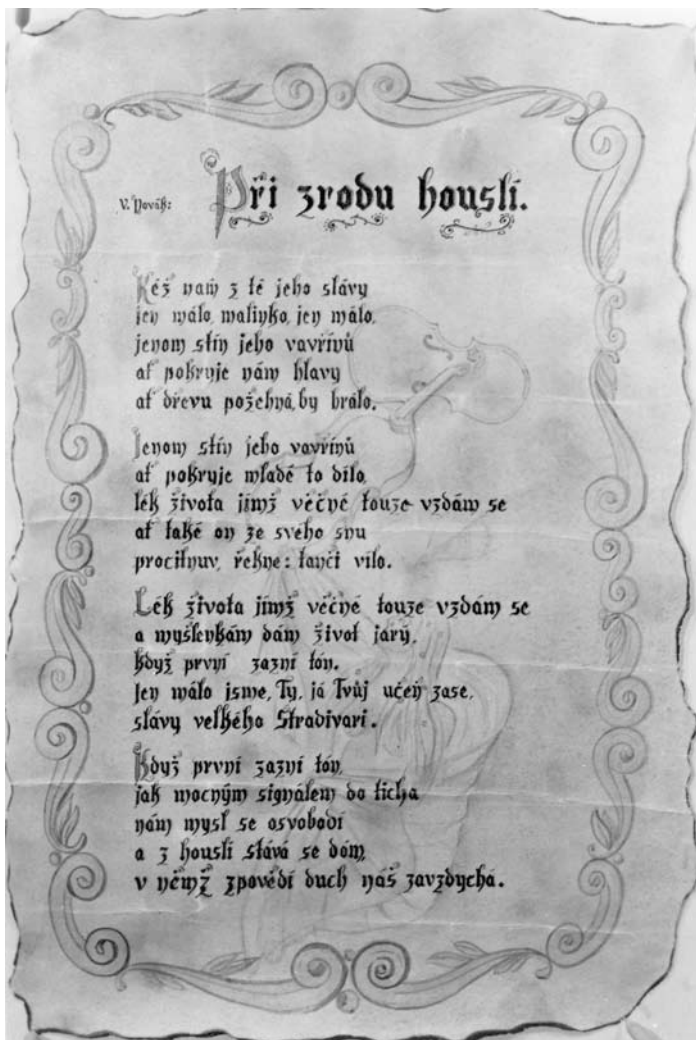 V. Novák:
Při zrodu houslí.
Kéž nám z té jeho slávy
jen málo, malinko, jen málo,
jenom stín jeho vavřínů
ať pokryje nám hlavy
ať dřevu požehná, by hrálo.
Jenom stín jeho vavřínů
ať pokryje mladé to dílo,
lék života jímž věčné touze vzdám se
ať také on ze svého snu
procitnuv, řekne: tančí vílo.
Lék života jímž věčné touze vzdám se
a myšlenkám dám život jarý,
když první zazní tón.
Jen málo jsme, Ty, já Tvůj učeň zase,
slávy velkého Stradivari.
Když první zazní tón,
jak mocným signálem do ticha
nám mysl se osvobodí
a z houslí stává se dóm,
v němž zpovědí duch náš zavzdychá.